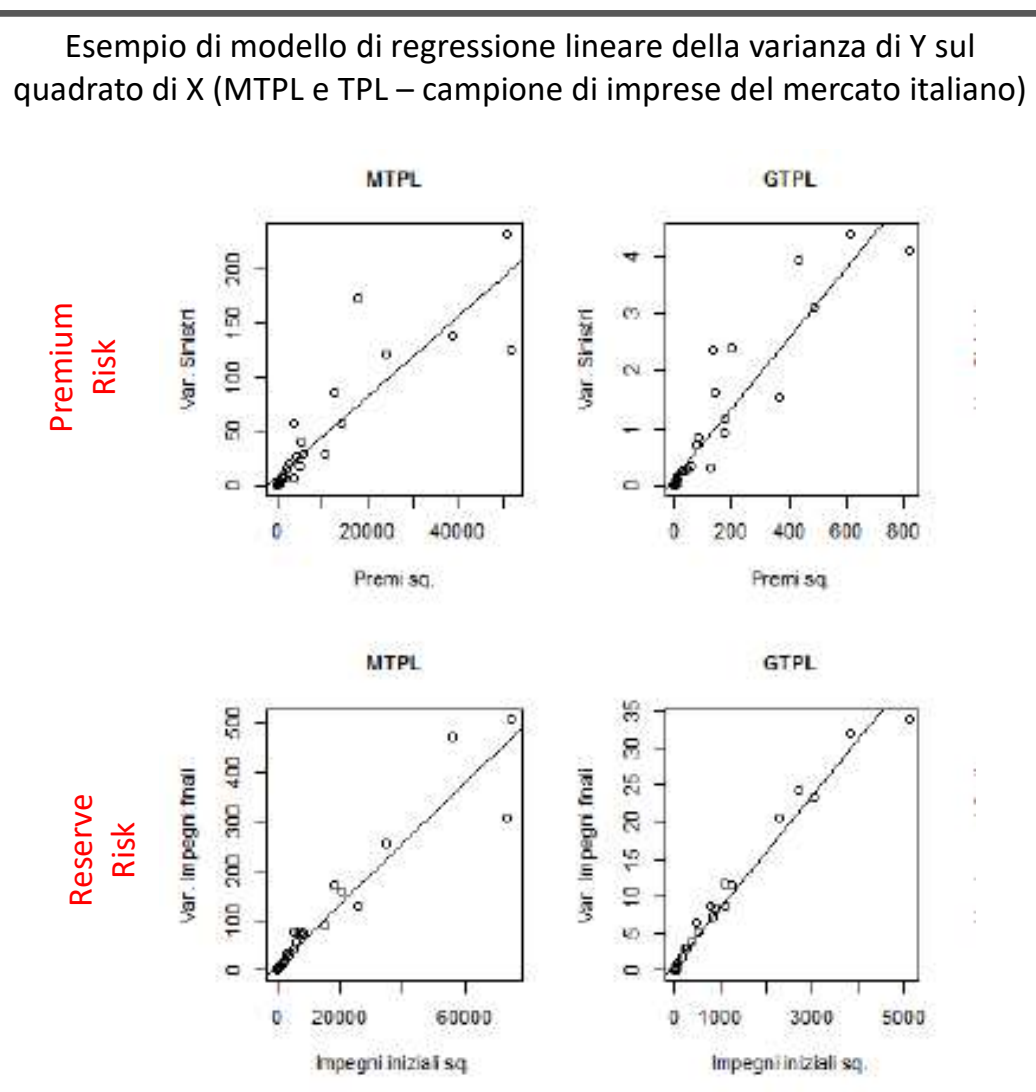 Esempio di modello di regressione lineare della varianza di Y sul
quadrato di X (MTPL e TPL – campione di imprese del mercato italiano)
Premium
Risk
MTPL
Var. Sinistri
0 50 100 150 200
0 20000 40000
Premi sq.
GTPL
Var. Sinistri
0 1 2 3 4
0 200 400 600 800
Premi sq.
Reserve
Risk
MTPL
Var. Impegni finali
0 100 200 300 400 500
0 20000 60000
Impegni iniziali sq.
GTPL
Var. Impegni finali
0 5 10 15 20 25 30 35
0 1000 3000 5000
Impegni iniziali sq.